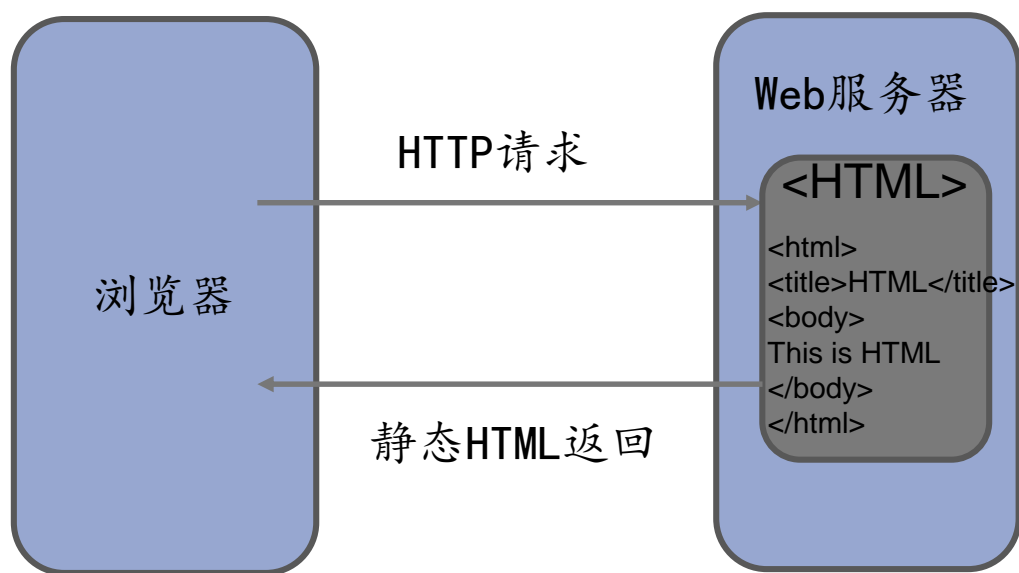 Web服务器
HTTP请求
<HTML>
<html>
<title>HTML</title>
<body>
This is HTML
</body>
</html>
浏览器
静态HTML返回